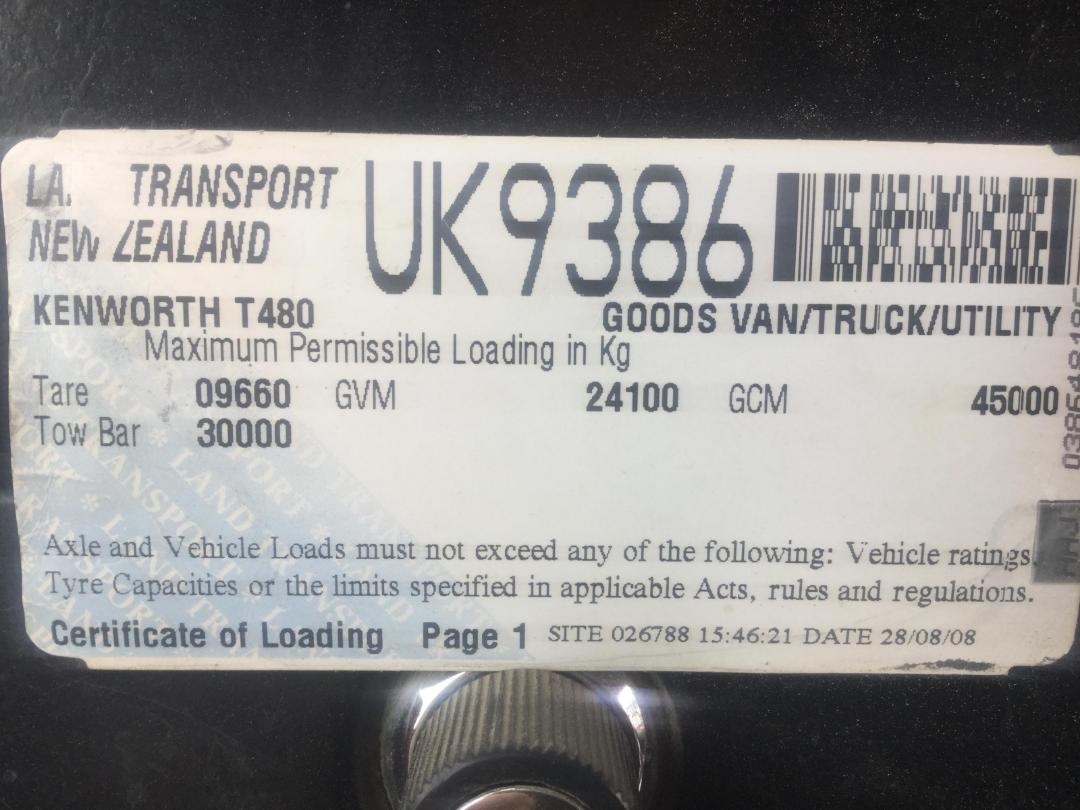 LA. TRANSPORT
NEW ZEALAND
UK9386
KENWORTH T480
GOODS VAN/TRUCK/UTILITY
Maximum Permissible Loading in Kg
Tare 09660 GVM 24100 GCM 45000
Tow Bar 30000
Axle and Vehicle Loads must not exceed any of the following: Vehicle ratings.
Tyre Capacities or the limits specified in applicable Acts, rules and regulations.
Certificate of Loading Page 1 SITE 026788 15:46:21 DATE 28/08/08